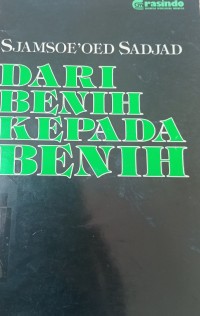 Grasindo
SJAMSOE'OED SADJAD
DARI
BENIH
KEPADA
BENIH